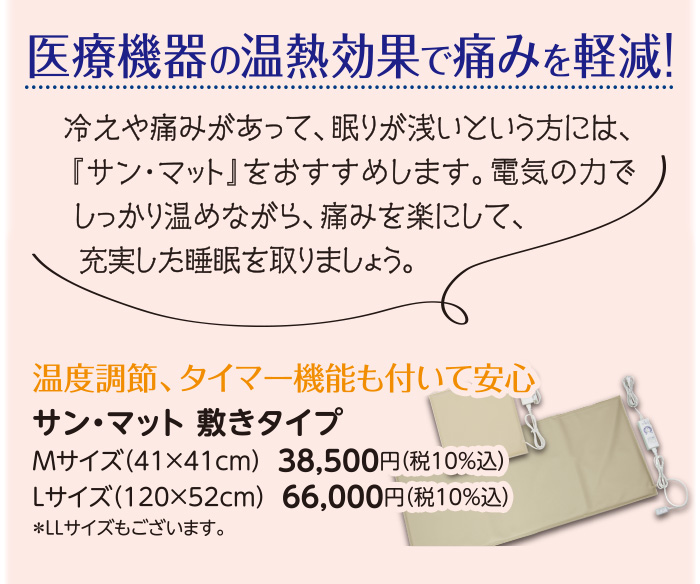 医療機器の温熱効果で痛みを軽減!
冷えや痛みがあって、眠りが浅いという方には、
『サン・マット』をおすすめします。電気の力で
しっかり温めながら、痛みを楽にして、
充実した睡眠を取りましょう。
温度調節、タイマー機能も付いて安心
サン・マット 敷きタイプ
Mサイズ(41×41cm) 38,500円(税10%込)
Lサイズ(120×52cm) 66,000円(税10%込)
*LLサイズもございます。